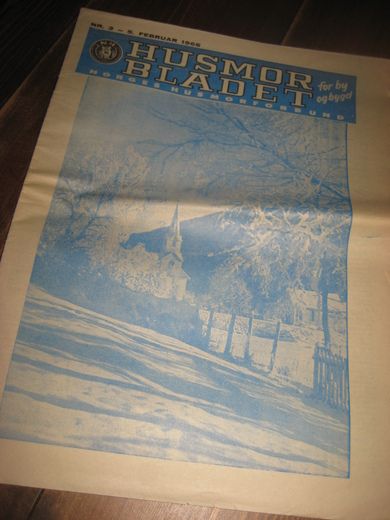 NR. 3 - 5. FEBRUAR 1966
HUSMOR
BLADET
for by
og bygd
NORGES HUSMORFORBUND